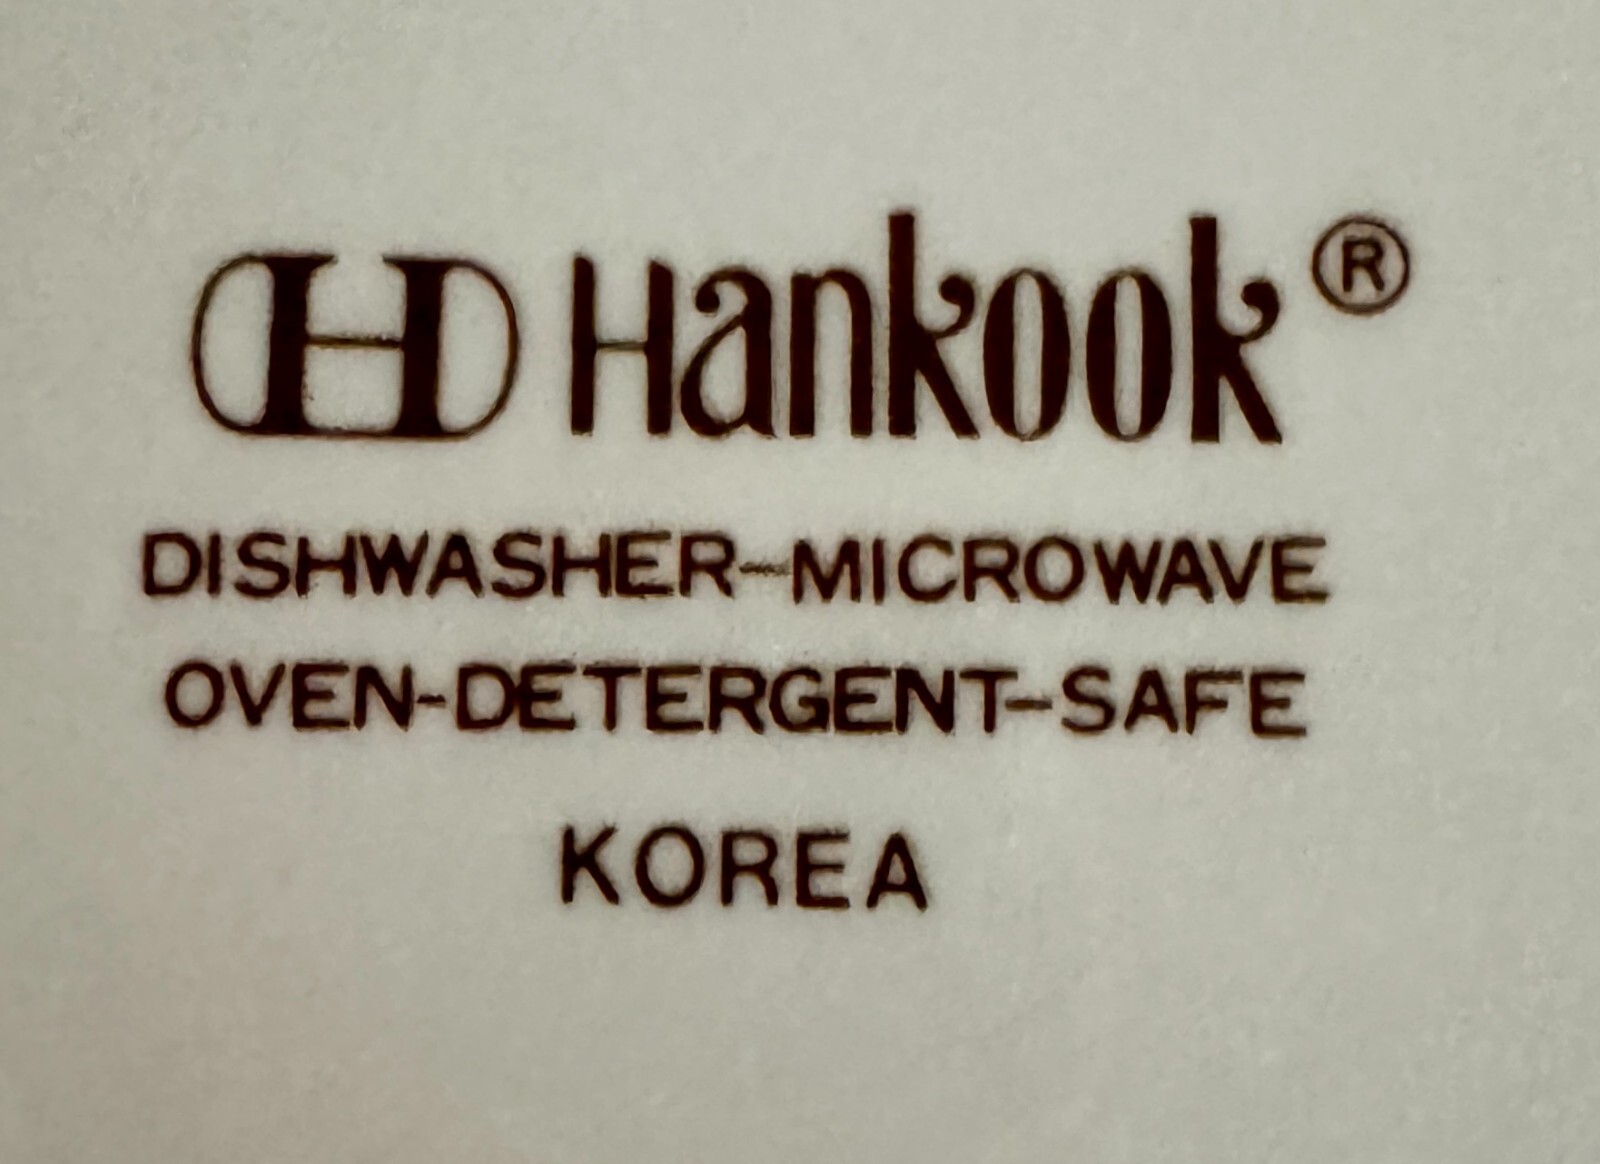 H Hankook®
DISHWASHER-MICROWAVE
OVEN-DETERGENT-SAFE
KOREA